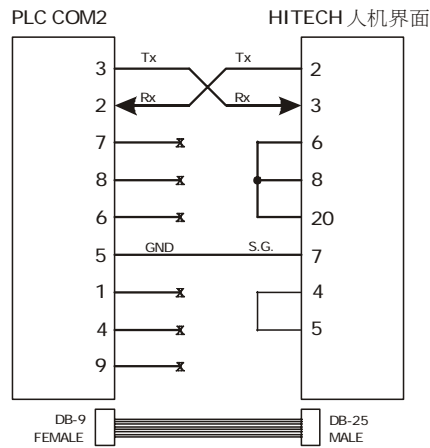 PLC COM2 HITECH 人机界面
3 Tx Tx 2
2 Rx Rx 3
7 6
8 8
6 20
5 GND S.G. 7
1 4
4 5
9
DB-9 DB-25
FEMALE MALE